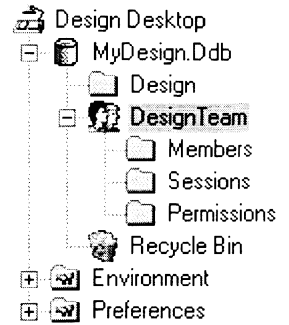 Design Desktop
MyDesign.Ddb
Design
DesignTeam
Members
Sessions
Permissions
Recycle Bin
Environment
Preferences